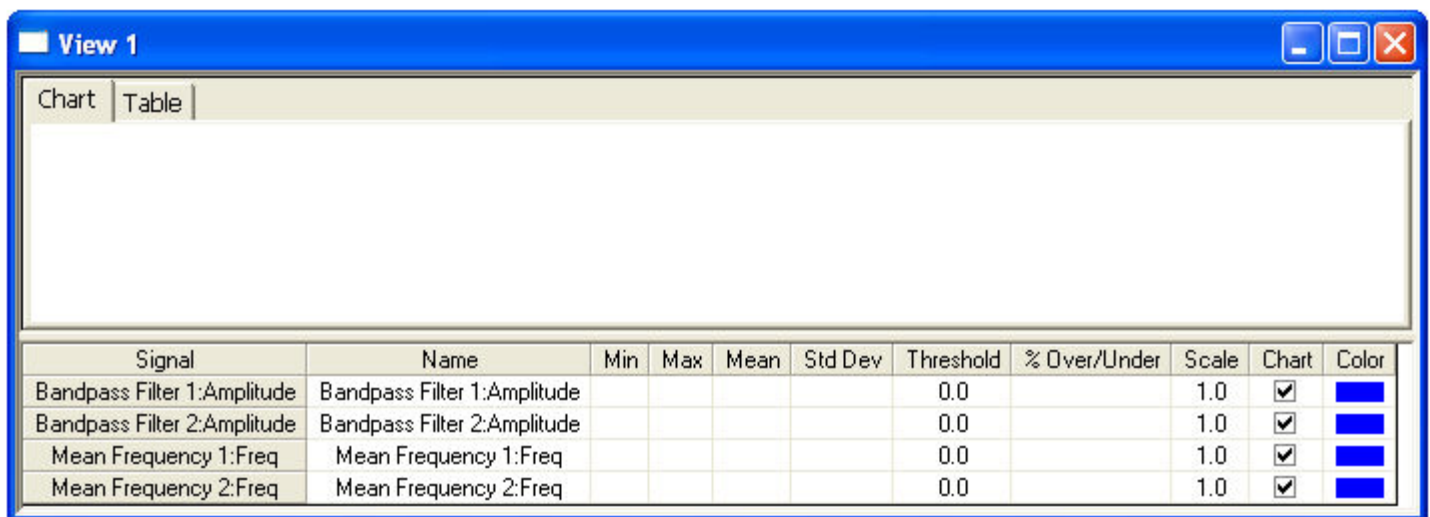 View 1
Chart Table
Signal Name Min Max Mean Std Dev Threshold % Over/Under Scale Chart Color
Bandpass Filter 1:Amplitude Bandpass Filter 1:Amplitude 0.0 1.0
Bandpass Filter 2:Amplitude Bandpass Filter 2:Amplitude 0.0 1.0
Mean Frequency 1:Freq Mean Frequency 1:Freq 0.0 1.0
Mean Frequency 2:Freq Mean Frequency 2:Freq 0.0 1.0